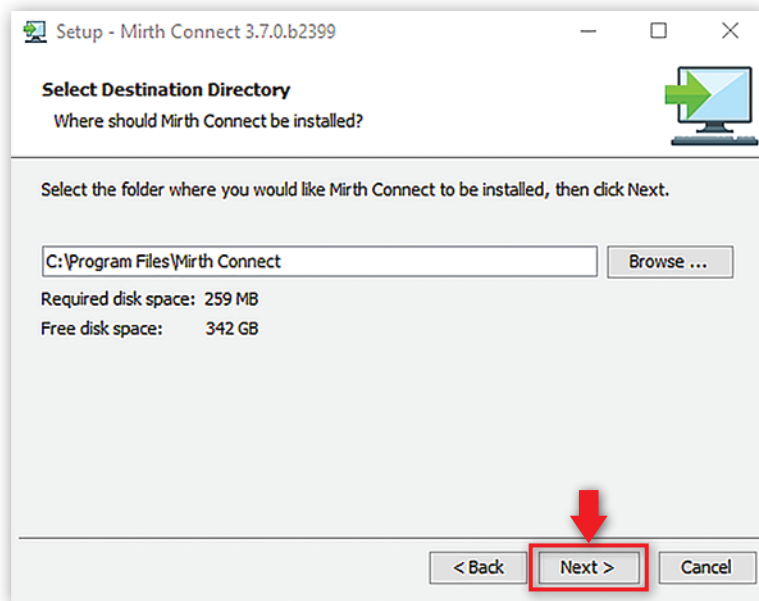 Setup - Mirth Connect 3.7.0.b2399
Select Destination Directory
Where should Mirth Connect be installed?
Select the folder where you would like Mirth Connect to be installed, then click Next.
C:\Program Files\Mirth Connect
Browse ...
Required disk space: 259 MB
Free disk space: 342 GB
< Back Next > Cancel